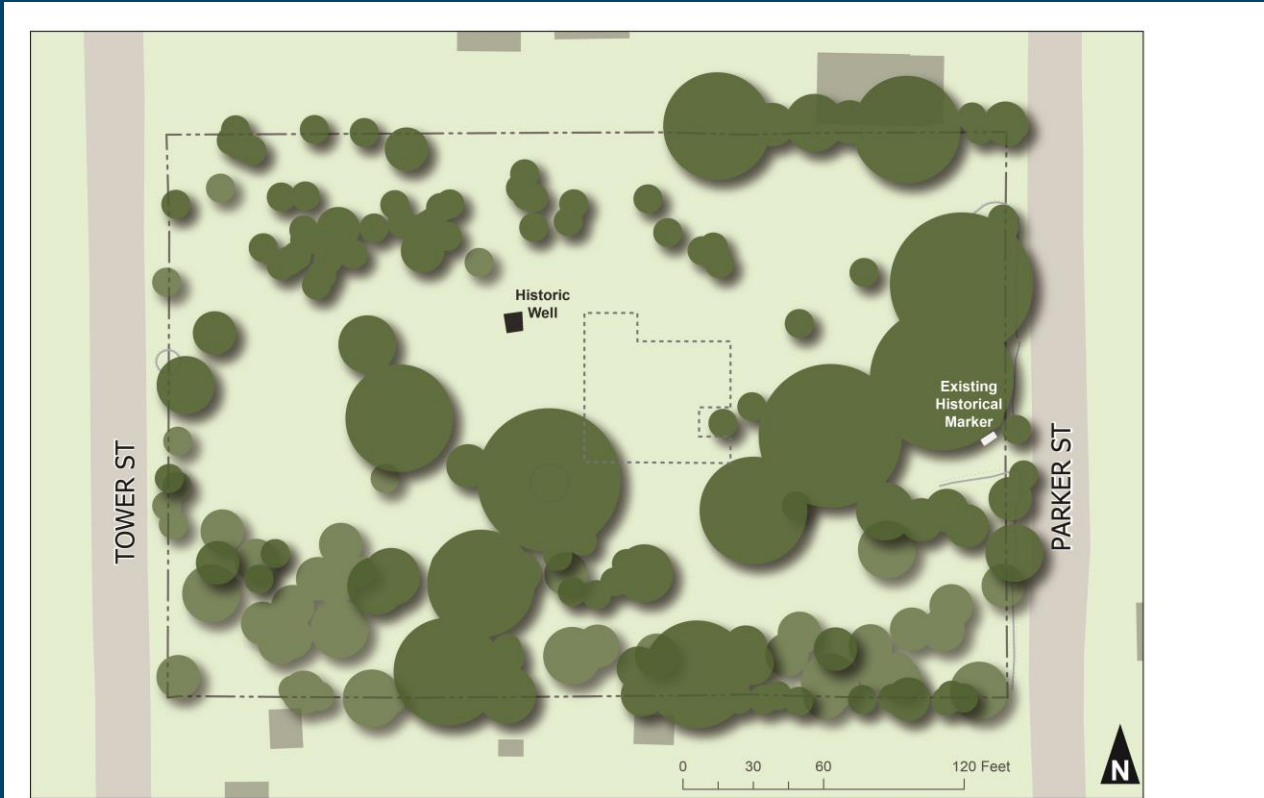 Historic
Well
Existing
Historical
Marker
TOWER ST
PARKER ST
0 30 60 120 Feet
N